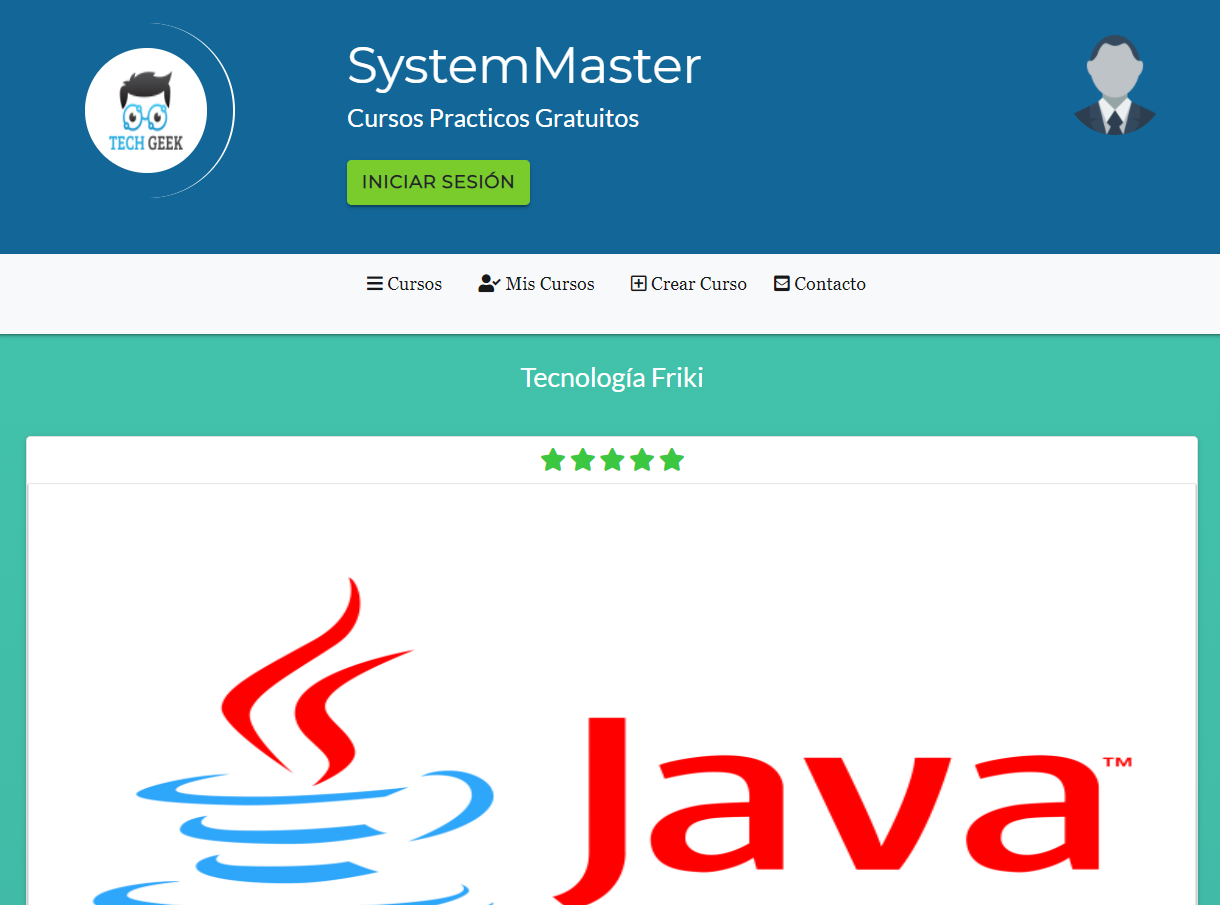 TECH GEEK
SystemMaster
Cursos Practicos Gratuitos
INICIAR SESIÓN
Cursos Mis Cursos Crear Curso Contacto
Tecnología Friki
Java™